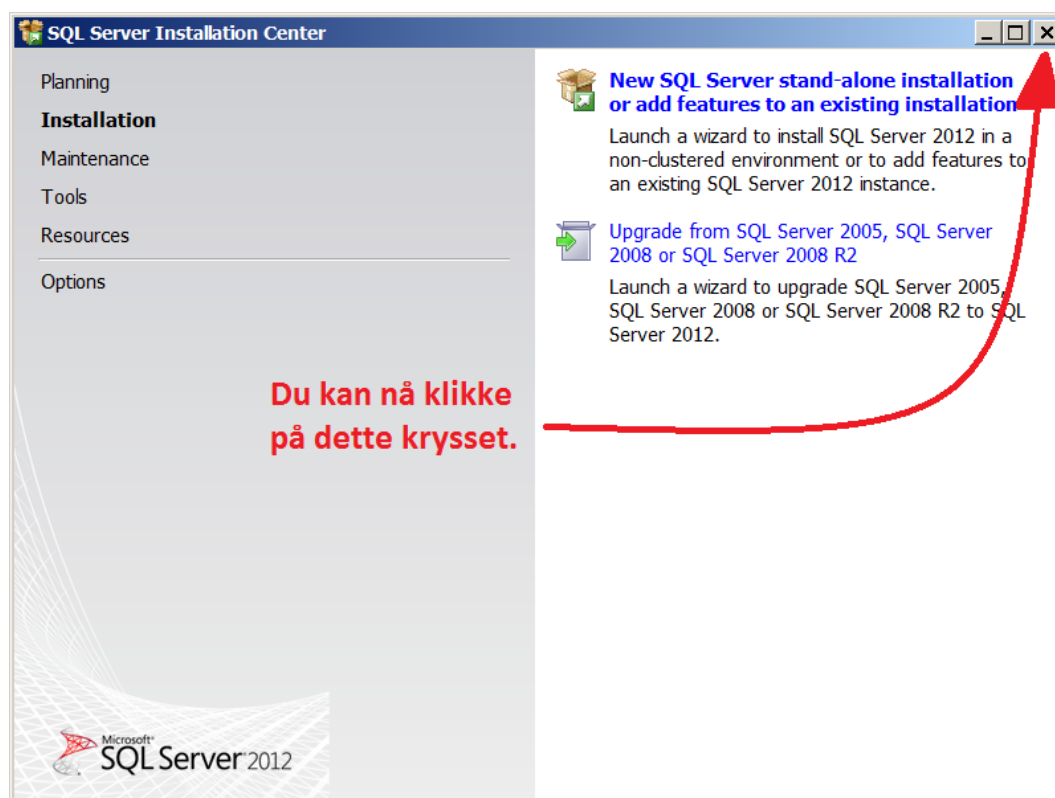 SQL Server Installation Center
Planning
Installation
Maintenance
Tools
Resources
Options
New SQL Server stand-alone installation
or add features to an existing installation
Launch a wizard to install SQL Server 2012 in a
non-clustered environment or to add features to
an existing SQL Server 2012 instance.
Upgrade from SQL Server 2005, SQL Server
2008 or SQL Server 2008 R2
Launch a wizard to upgrade SQL Server 2005,
SQL Server 2008 or SQL Server 2008 R2 to SQL
Server 2012.
Du kan nå klikke
på dette krysset.
Microsoft®
SQL Server 2012